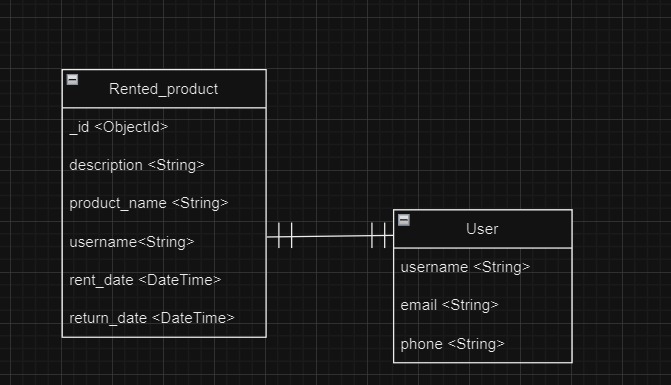 Rented_product
_id <ObjectId>
description <String>
product_name <String>
username<String>
rent_date <DateTime>
return_date <DateTime>
User
username <String>
email <String>
phone <String>